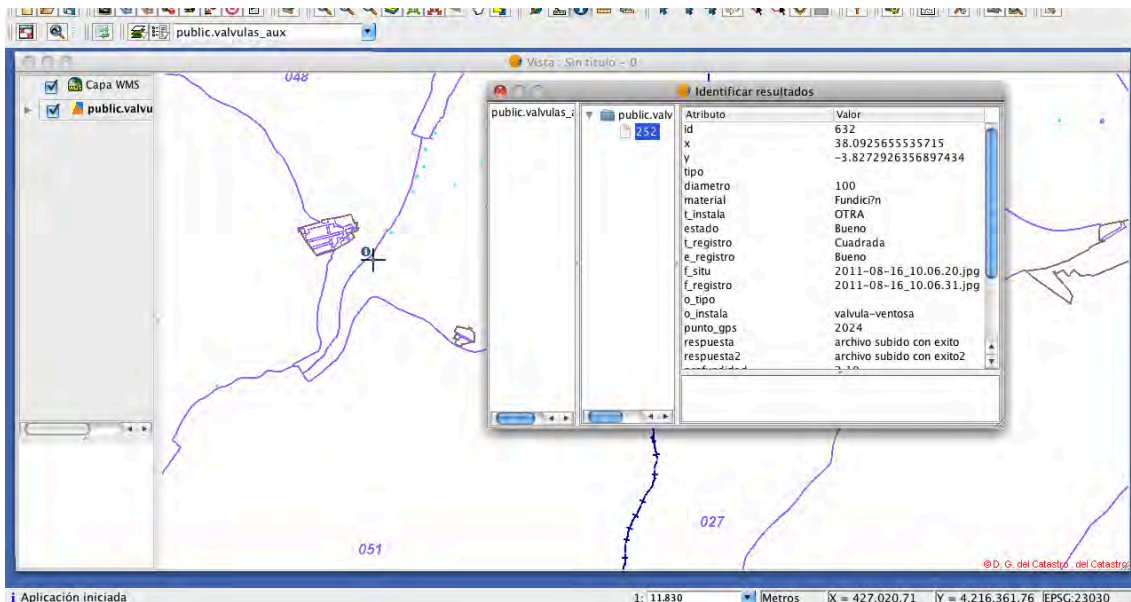 public.valvulas_aux
Vista : Sin titulo - 0
Capa WMS
public.valvu
048
Identificar resultados
public.valvulas_a
public.valv
252
Atributo Valor
id 632
x 38.0925655535715
y -3.8272926356897434
tipo
diametro 100
material Fundici?n
t_instala OTRA
estado Bueno
t_registro Cuadrada
e_registro Bueno
f_situ 2011-08-16_10.06.20.jpg
f_registro 2011-08-16_10.06.31.jpg
o_tipo
o_instala valvula-ventosa
punto_gps 2024
respuesta archivo subido con exito
respuesta2 archivo subido con exito2
027
051
© D. G. del Catastro . del Catastro
Aplicación iniciada
1: 11.830 Metros X = 427.020,71 Y = 4.216.361,76 EPSG:23030